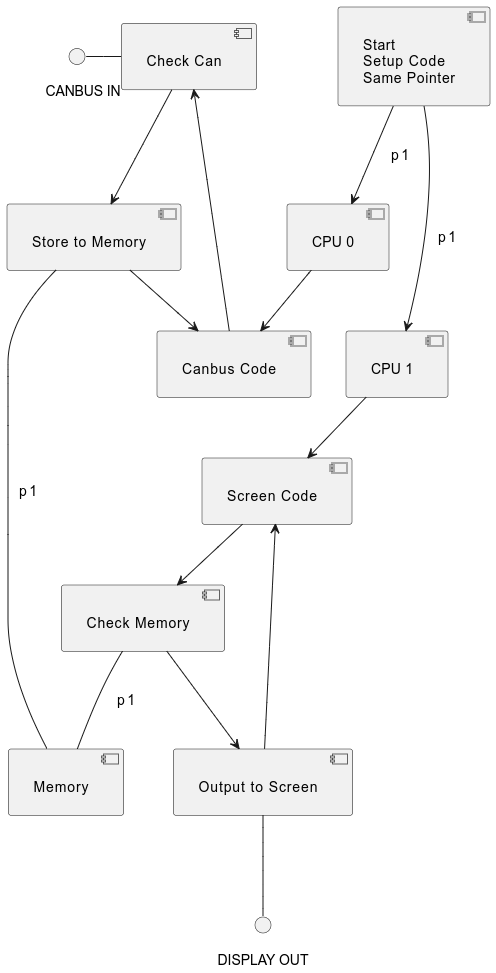 Start
Setup Code
Same Pointer
Check Can
CANBUS IN
p1
p1
Store to Memory
CPU 0
Canbus Code
CPU 1
p1
Screen Code
Check Memory
p1
Memory
Output to Screen
DISPLAY OUT